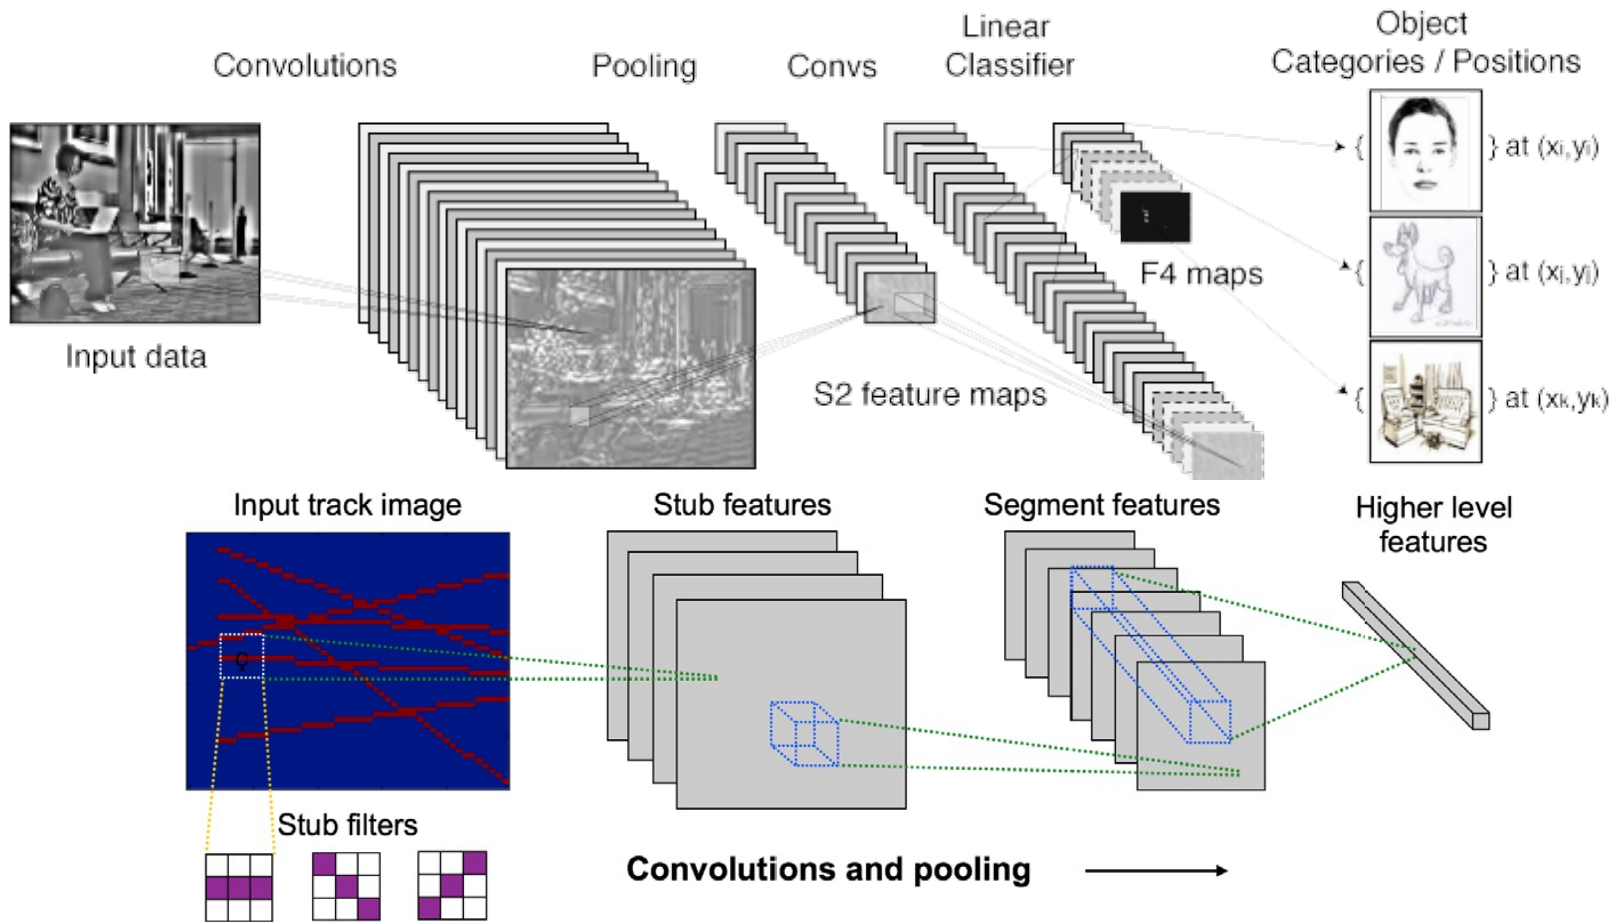 Convolutions
Pooling
Convs
Linear
Classifier
Object
Categories / Positions
{ } at (xi,yi)
{ } at (xj,yj)
{ } at (xk,yk)
Input data
S2 feature maps
F4 maps
Input track image
Stub features
Segment features
Higher level
features
Stub filters
Convolutions and pooling